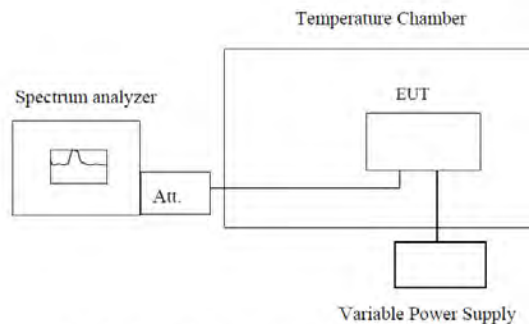 Temperature Chamber
Spectrum analyzer
EUT
Att.
Variable Power Supply